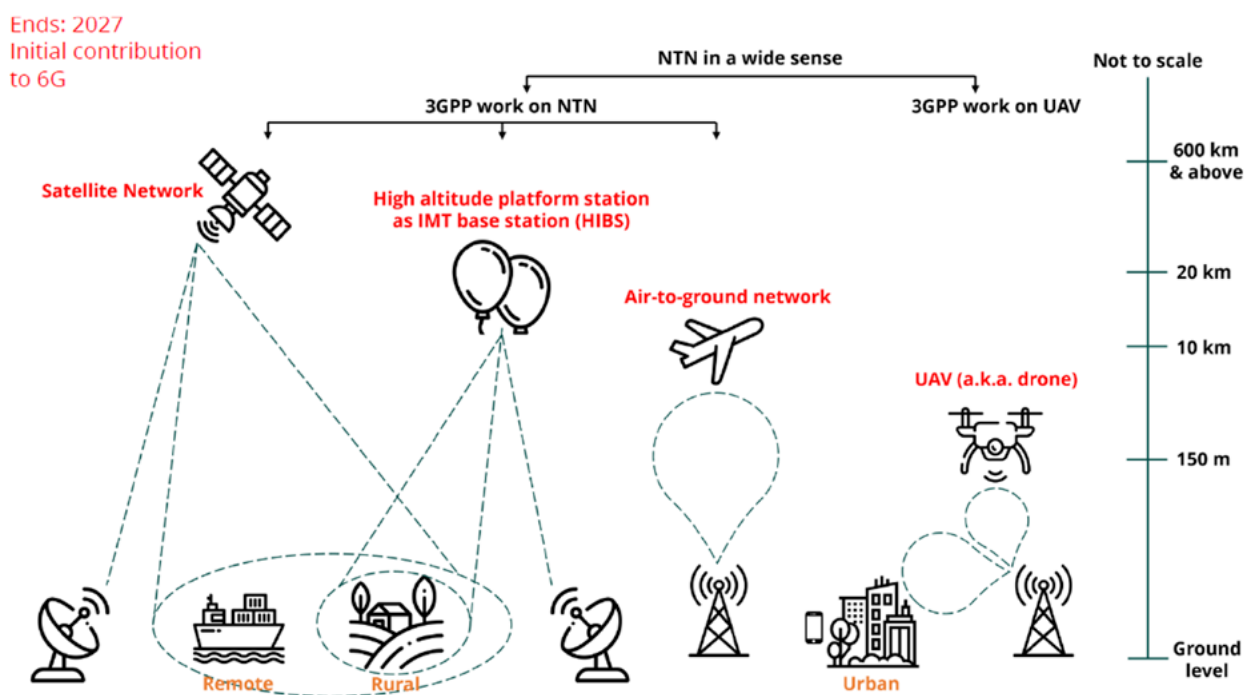 Ends: 2027
Initial contribution
to 6G
NTN in a wide sense
Not to scale
3GPP work on NTN
3GPP work on UAV
600 km
& above
Satellite Network
High altitude platform station
as IMT base station (HIBS)
20 km
Air-to-ground network
10 km
UAV (a.k.a. drone)
150 m
Ground
level
Remote
Rural
Urban